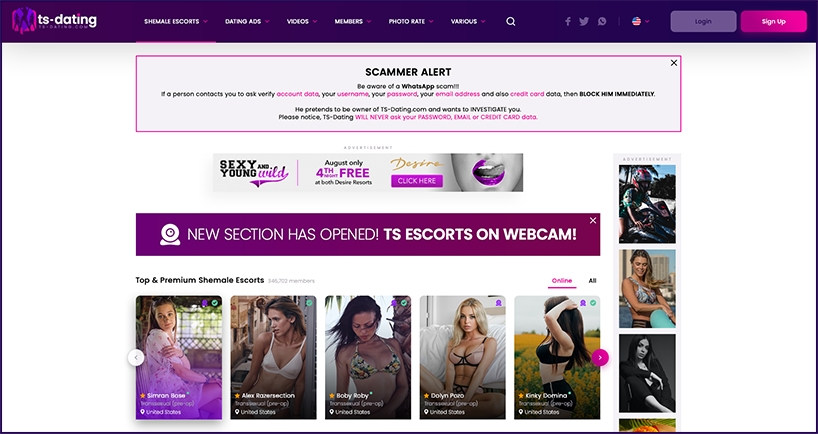 ts-dating
TS-DATING.COM
SHEMALE ESCORTS
DATING ADS
VIDEOS
MEMBERS
PHOTO RATE
VARIOUS
Login
Sign Up
SCAMMER ALERT
Be aware of a WhatsApp scam!!!
If a person contacts you to ask verify account data, your username, your password, your email address and also credit card data, then BLOCK HIM IMMEDIATELY.
He pretends to be owner of TS-Dating.com and wants to INVESTIGATE you.
Please notice, TS-Dating WILL NEVER ask your PASSWORD, EMAIL or CREDIT CARD data.
ADVERTISEMENT
SEXY AND
YOUNG wild
August only
4TH NIGHT FREE
at both Desire Resorts
Desire
CLICK HERE
ADVERTISEMENT
NEW SECTION HAS OPENED! TS ESCORTS ON WEBCAM!
Top & Premium Shemale Escorts 346,702 members
Online
All
Simran Bose
Transsexual (pre-op)
United States
Alex Razersection
Transsexual (pre-op)
United States
Boby Roby
Transsexual (pre-op)
United States
Dolyn Pozo
Transsexual (pre-op)
United States
Kinky Domina
Transsexual (pre-op)
United States